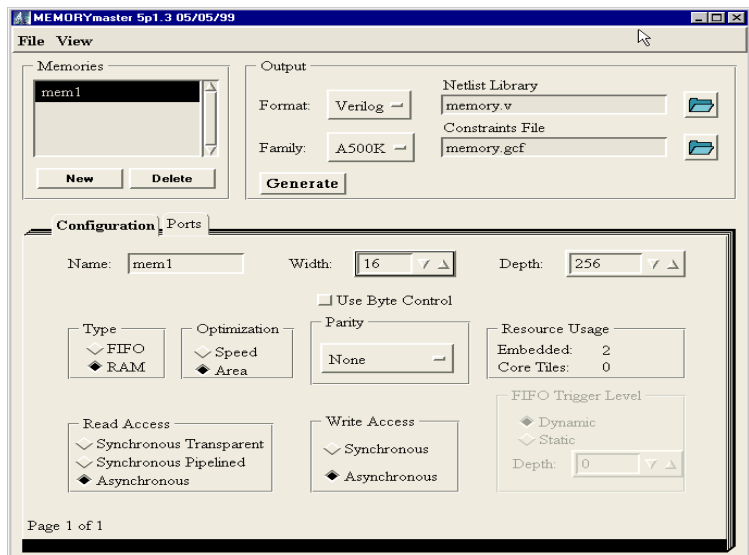 MEMORYmaster 5p1.3 05/05/99
File View
Memories
mem1
New Delete
Output
Format: Verilog
Family: A500K
Generate
Netlist Library
memory.v
Constraints File
memory.gcf
Configuration Ports
Name: mem1 Width: 16 Depth: 256
Use Byte Control
Type
FIFO
RAM
Optimization
Speed
Area
Parity
None
Resource Usage
Embedded: 2
Core Tiles: 0
Read Access
Synchronous Transparent
Synchronous Pipelined
Asynchronous
Write Access
Synchronous
Asynchronous
FIFO Trigger Level
Dynamic
Static
Depth: 0
Page 1 of 1